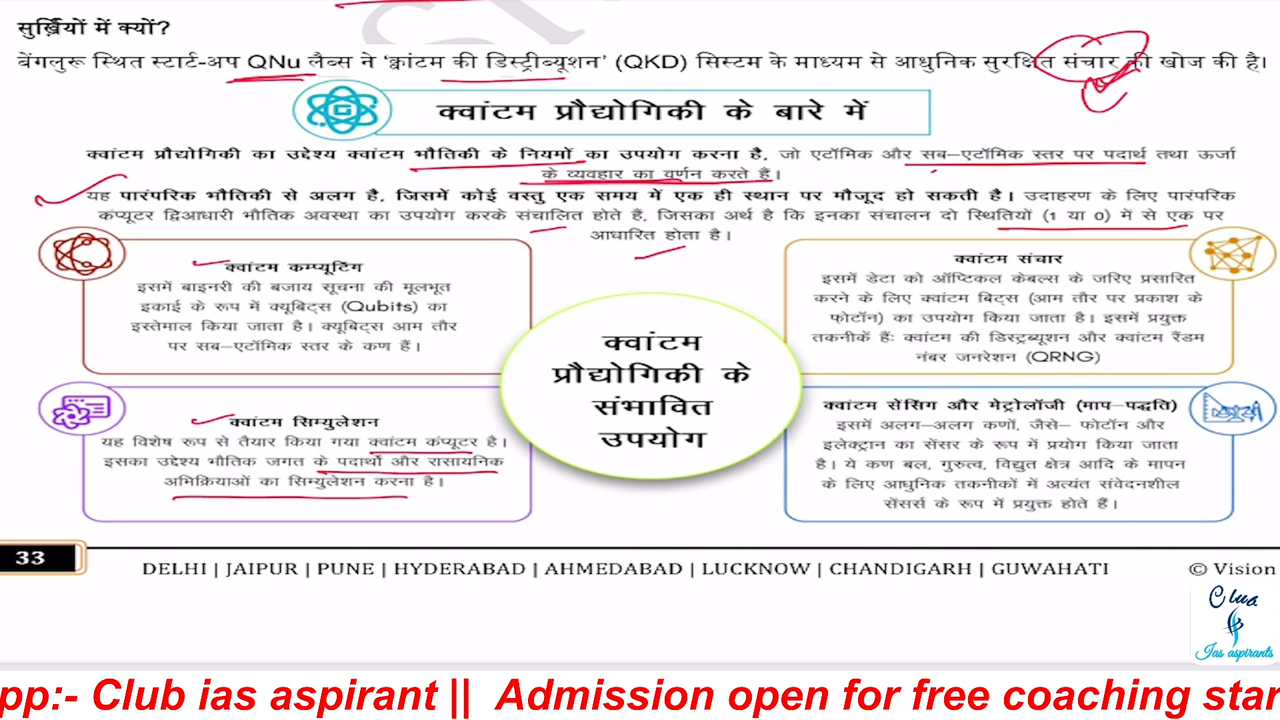 सुर्ख़ियों में क्यों?
बेंगलुरू स्थित स्टार्ट-अप QNu लैब्स ने 'क्वांटम की डिस्ट्रीब्यूशन' (QKD) सिस्टम के माध्यम से आधुनिक सुरक्षित संचार की खोज की है।
क्वांटम प्रौद्योगिकी के बारे में
क्वांटम प्रौद्योगिकी का उद्देश्य क्वांटम भौतिकी के नियमों का उपयोग करना है, जो एटॉमिक और सब-एटॉमिक स्तर पर पदार्थ तथा ऊर्जा
के व्यवहार का वर्णन करते हैं।
यह पारंपरिक भौतिकी से अलग है, जिसमें कोई वस्तु एक समय में एक ही स्थान पर मौजूद हो सकती है। उदाहरण के लिए पारंपरिक
कंप्यूटर द्विआधारी भौतिक अवस्था का उपयोग करके संचालित होते हैं, जिसका अर्थ है कि इनका संचालन दो स्थितियों (1 या 0) में से एक पर
आधारित होता है।
क्वांटम कम्प्यूटिंग
इसमें बाइनरी की बजाय सूचना की मूलभूत
इकाई के रूप में क्यूबिट्स (Qubits) का
इस्तेमाल किया जाता है। क्यूबिट्स आम तौर
पर सब-एटॉमिक स्तर के कण हैं।
क्वांटम संचार
इसमें डेटा को ऑप्टिकल केबल्स के जरिए प्रसारित
करने के लिए क्वांटम बिट्स (आम तौर पर प्रकाश के
फ़ोटॉन) का उपयोग किया जाता है। इसमें प्रयुक्त
तकनीकें हैंः क्वांटम की डिस्ट्रब्यूशन और क्वांटम रैंडम
नंबर जनरेशन (QRNG)
क्वांटम
प्रौद्योगिकी के
संभावित
उपयोग
क्वांटम सिम्युलेशन
यह विशेष रूप से तैयार किया गया क्वांटम कंप्यूटर है।
इसका उद्देश्य भौतिक जगत के पदार्थों और रासायनिक
अभिक्रियाओं का सिम्युलेशन करना है।
क्वांटम सेंसिंग और मेट्रोलॉजी (माप-पद्धति)
इसमें अलग-अलग कणों, जैसे- फोटॉन और
इलेक्ट्रान का सेंसर के रूप में प्रयोग किया जाता
है। ये कण बल, गुरुत्व, विद्युत क्षेत्र आदि के मापन
के लिए आधुनिक तकनीकों में अत्यंत संवेदनशील
सेंसर्स के रूप में प्रयुक्त होते हैं।
33
DELHI | JAIPUR | PUNE | HYDERABAD | AHMEDABAD | LUCKNOW | CHANDIGARH | GUWAHATI
© Vision
Club
Ias aspirants
pp:- Club ias aspirant || Admission open for free coaching star